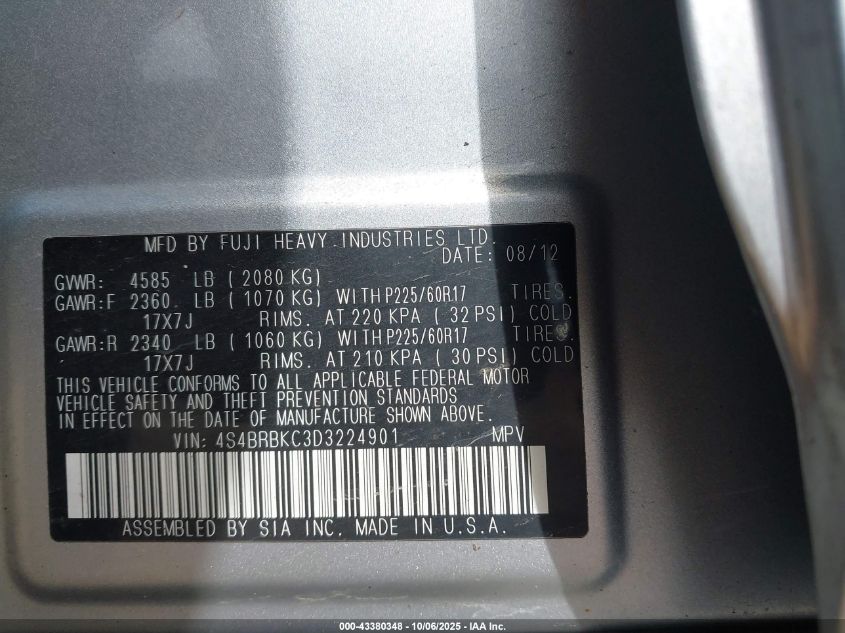 MFD BY FUJI HEAVY INDUSTRIES LTD.
DATE: 08/12
GVWR: 4585 LB (2080 KG)
GAWR:F 2360 LB (1070 KG) WITH P225/60R17 TIRES.
17X7J RIMS. AT 220 KPA (32 PSI) COLD
GAWR:R 2340 LB (1060 KG) WITH P225/60R17 TIRES.
17X7J RIMS. AT 210 KPA (30 PSI) COLD
THIS VEHICLE CONFORMS TO ALL APPLICABLE FEDERAL MOTOR
VEHICLE SAFETY AND THEFT PREVENTION STANDARDS
IN EFFECT ON THE DATE OF MANUFACTURE SHOWN ABOVE.
VIN: 4S4BRBKC3D3224901 MPV
ASSEMBLED BY SIA INC. MADE IN U.S.A.
000-43380348 - 10/06/2025 - IAA Inc.